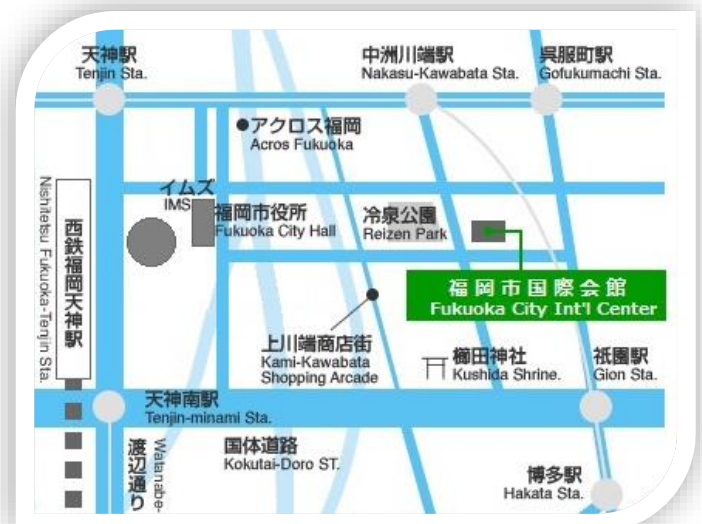 天神駅
Tenjin Sta.
中洲川端駅
Nakasu-Kawabata Sta.
呉服町駅
Gofukumachi Sta.
アクロス福岡
Acros Fukuoka
イムズ
IMS
福岡市役所
Fukuoka City Hall
冷泉公園
Reizen Park
西鉄福岡天神駅
Nishitetsu Fukuoka-Tenjin Sta.
福岡市国際会館
Fukuoka City Int'l Center
上川端商店街
Kami-Kawabata
Shopping Arcade
櫛田神社
Kushida Shrine.
祇園駅
Gion Sta.
天神南駅
Tenjin-minami Sta.
渡辺通り
Watanabe-
国体道路
Kokutai-Doro ST.
博多駅
Hakata Sta.